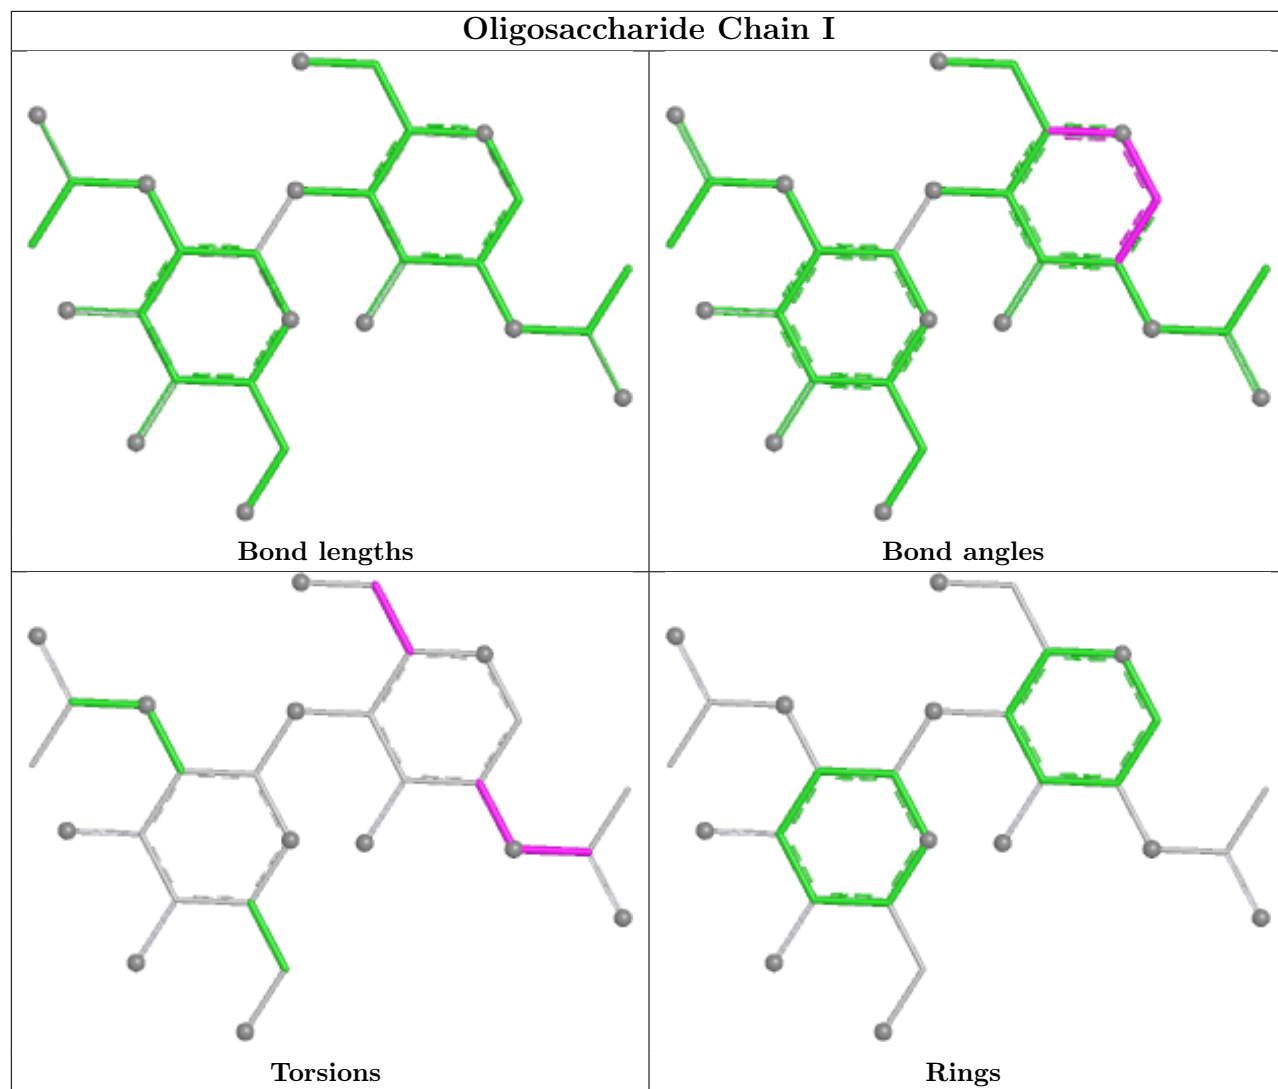 Oligosaccharide Chain I
Bond lengths
Bond angles
Torsions
Rings